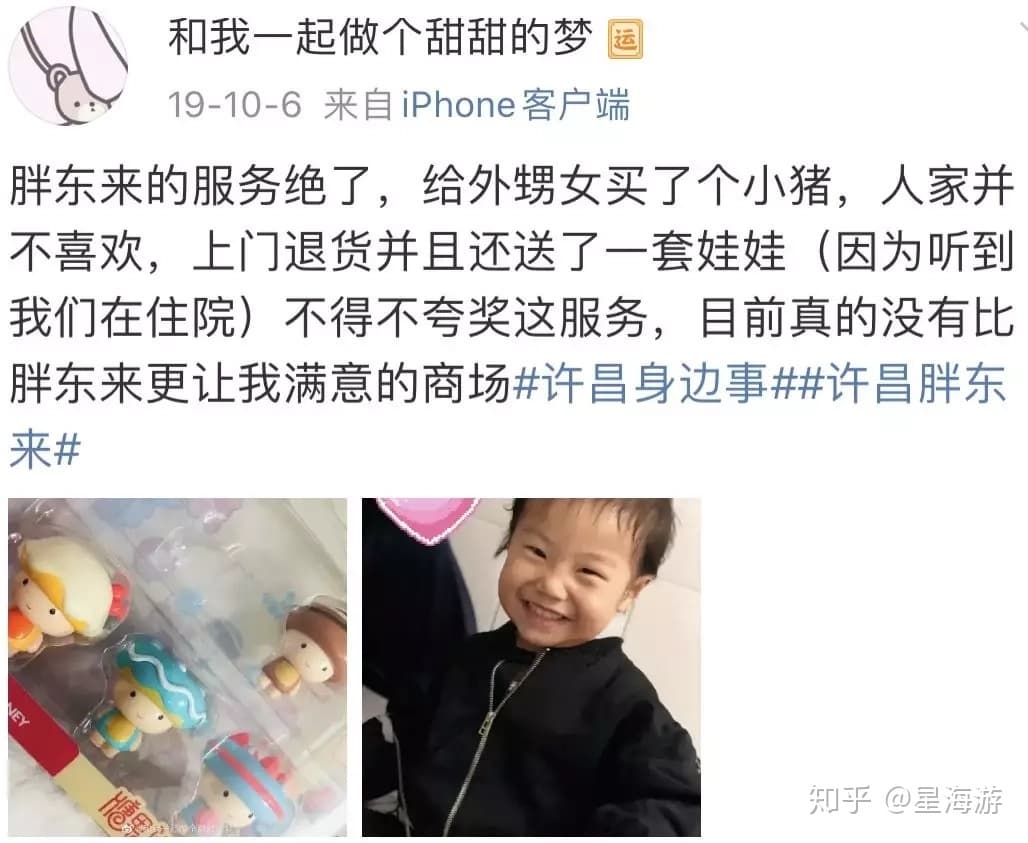 和我一起做个甜甜的梦 运
19-10-6 来自 iPhone客户端
胖东来的服务绝了，给外甥女买了个小猪，人家并
不喜欢，上门退货并且还送了一套娃娃（因为听到
我们在住院）不得不夸奖这服务，目前真的没有比
胖东来更让我满意的商场#许昌身边事##许昌胖东
来#
NEY
知乎 @星海游